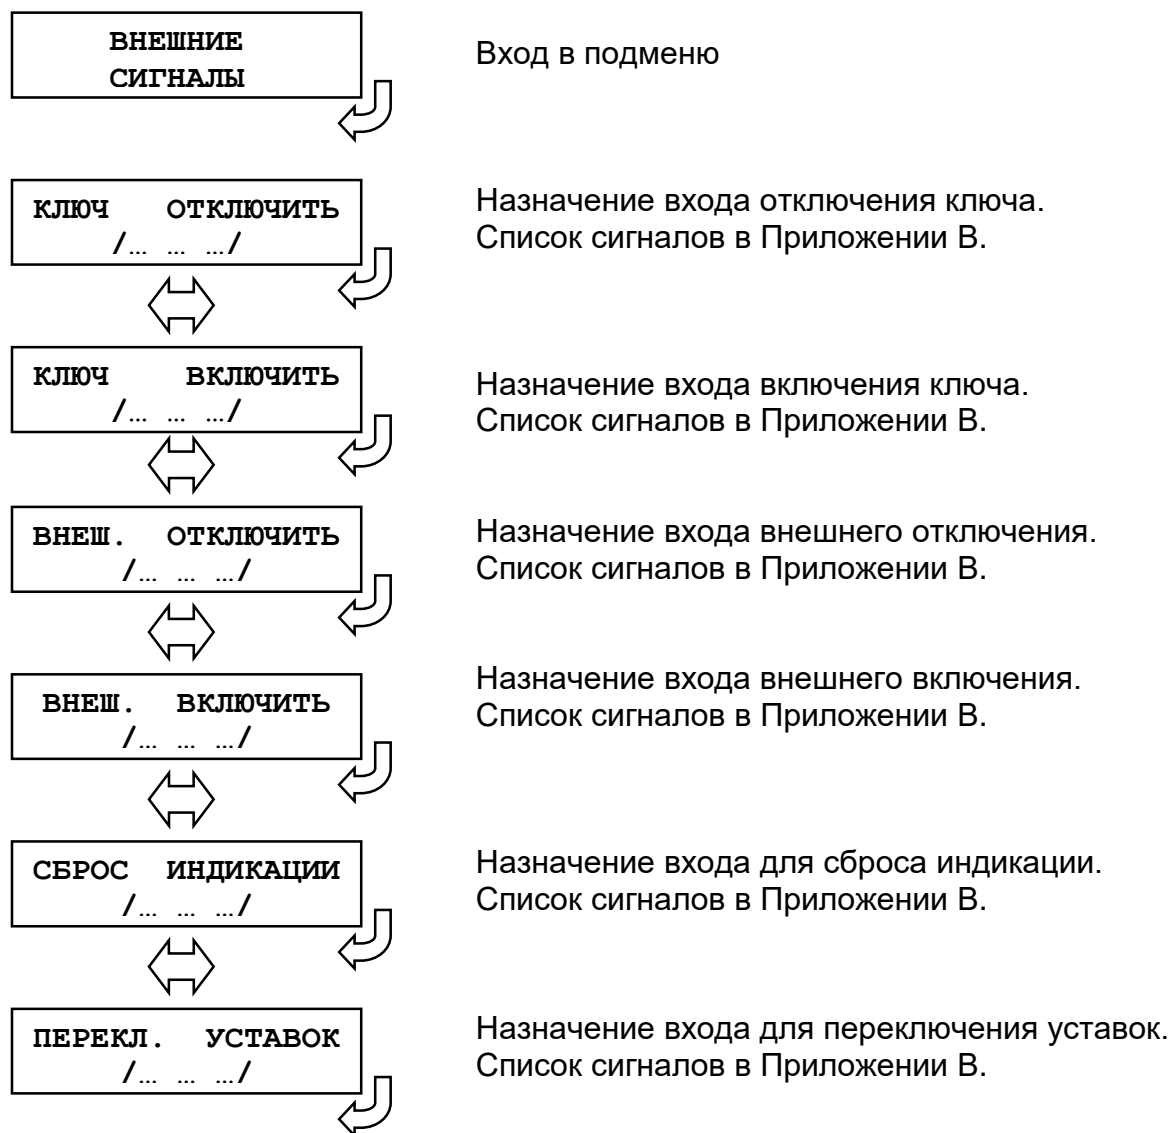 ВНЕШНИЕ
СИГНАЛЫ
Вход в подменю
КЛЮЧ ОТКЛЮЧИТЬ
/… … …/
Назначение входа отключения ключа.
Список сигналов в Приложении В.
КЛЮЧ ВКЛЮЧИТЬ
/… … …/
Назначение входа включения ключа.
Список сигналов в Приложении В.
ВНЕШ. ОТКЛЮЧИТЬ
/… … …/
Назначение входа внешнего отключения.
Список сигналов в Приложении В.
ВНЕШ. ВКЛЮЧИТЬ
/… … …/
Назначение входа внешнего включения.
Список сигналов в Приложении В.
СБРОС ИНДИКАЦИИ
/… … …/
Назначение входа для сброса индикации.
Список сигналов в Приложении В.
ПЕРЕКЛ. УСТАВОК
/… … …/
Назначение входа для переключения уставок.
Список сигналов в Приложении В.